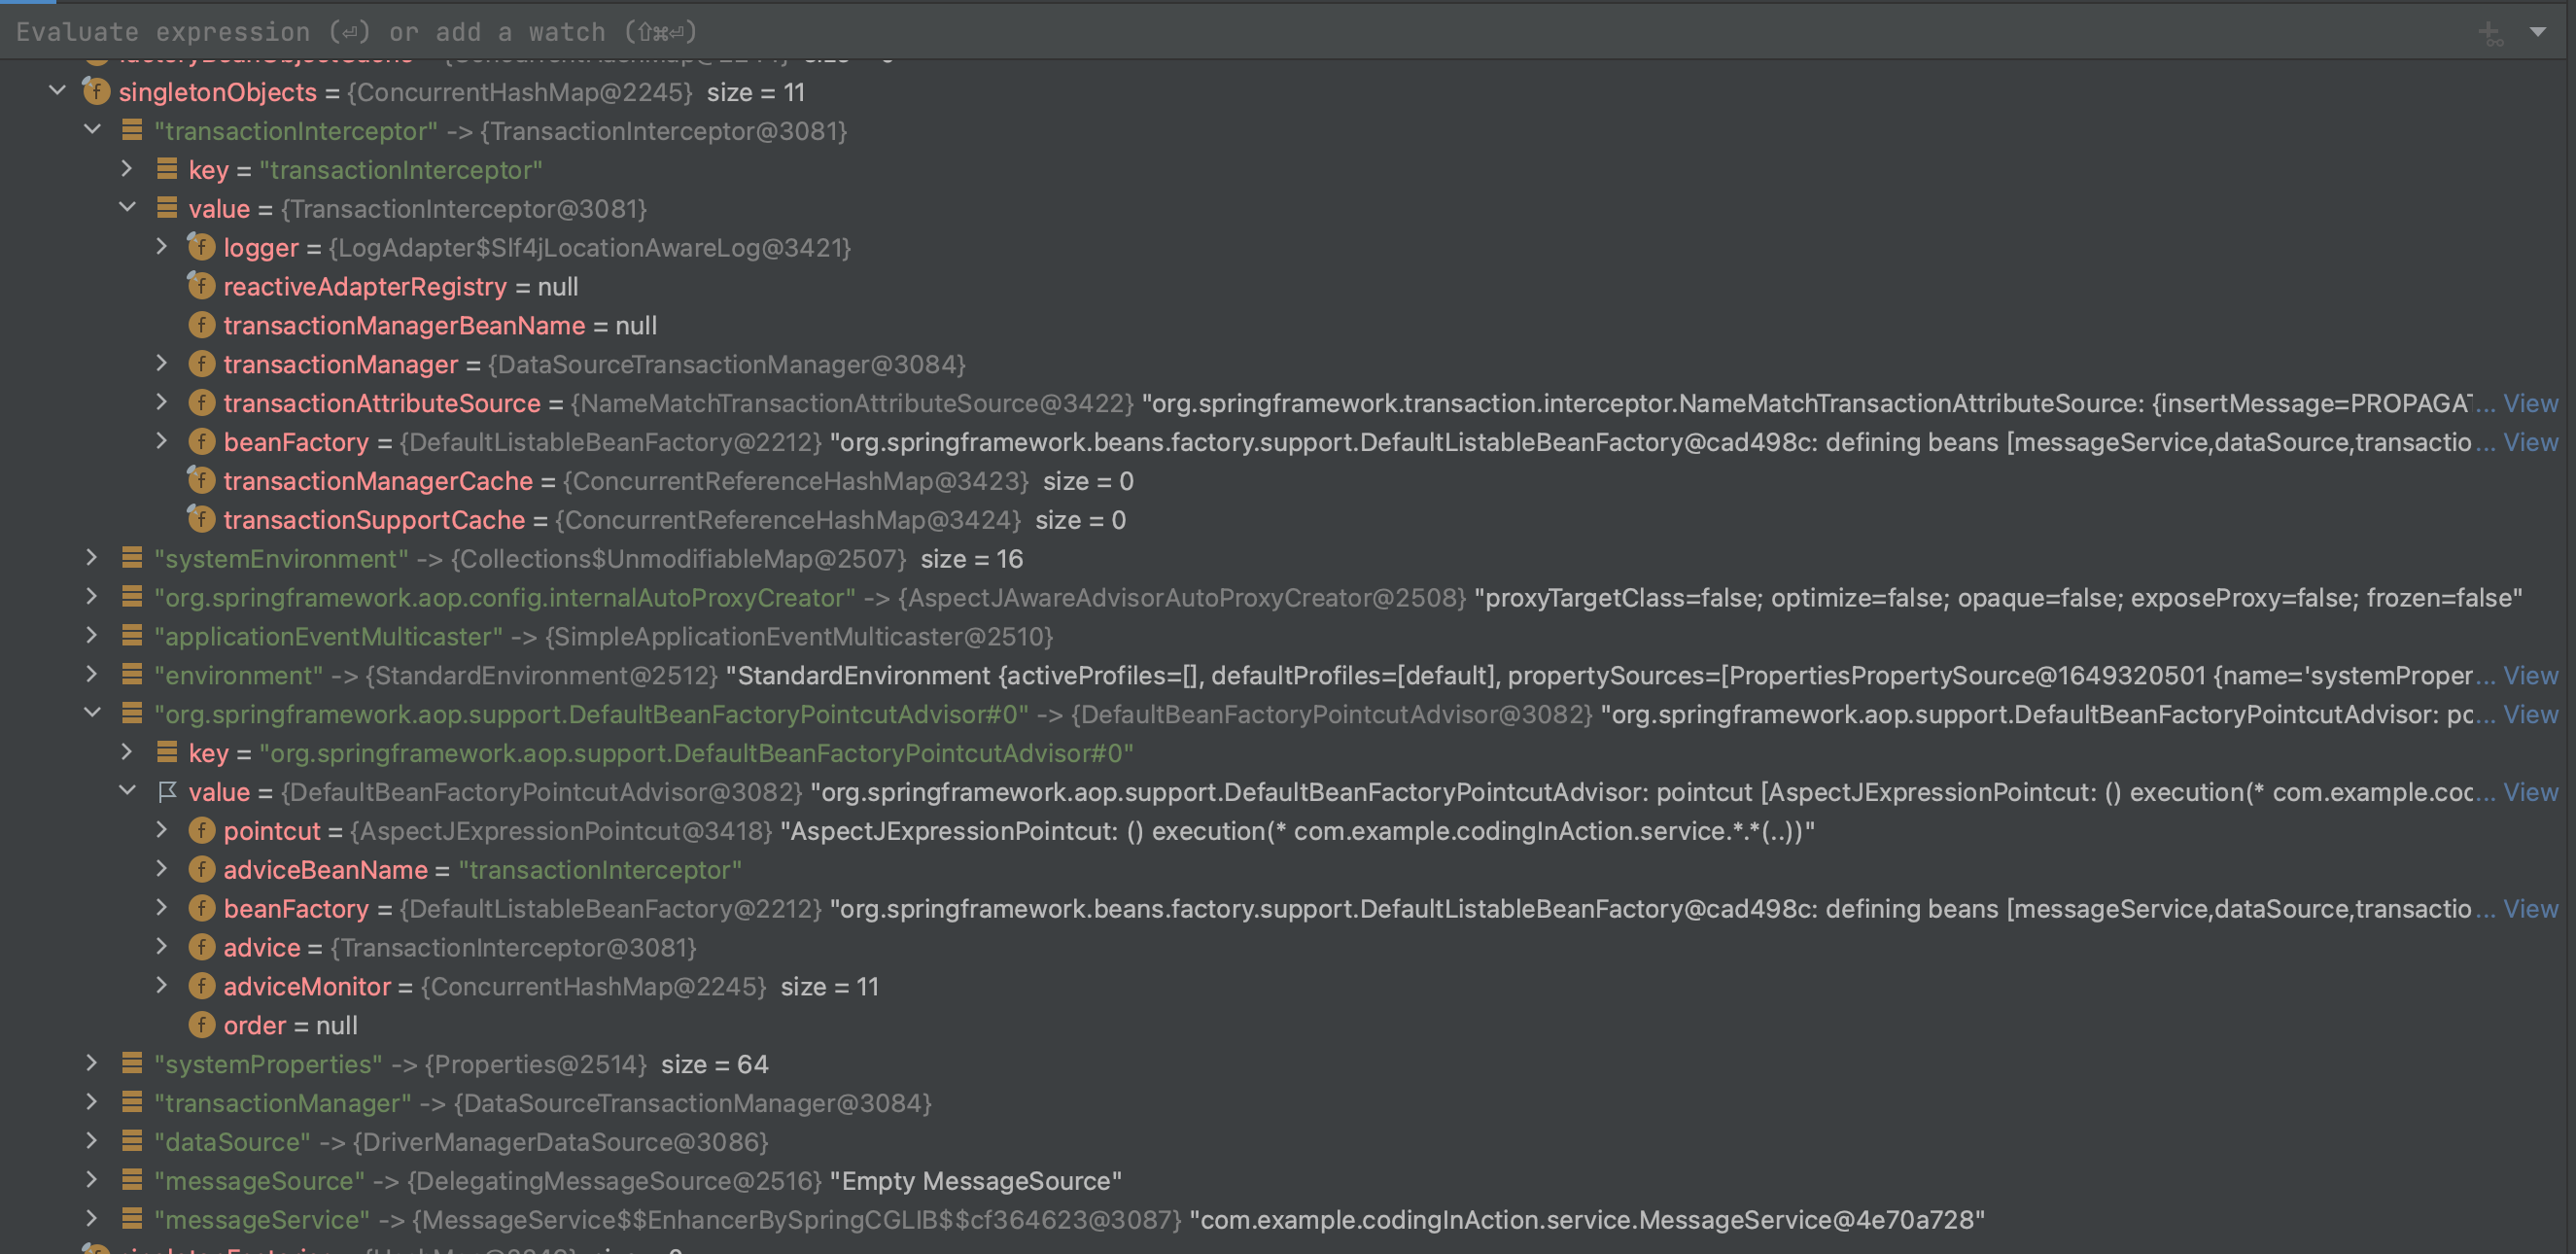 Evaluate expression (⏎) or add a watch (⇧⌘⏎)
singletonObjects = {ConcurrentHashMap@2245} size = 11
"transactionInterceptor" -> {TransactionInterceptor@3081}
key = "transactionInterceptor"
value = {TransactionInterceptor@3081}
logger = {LogAdapter$Slf4jLocationAwareLog@3421}
reactiveAdapterRegistry = null
transactionManagerBeanName = null
transactionManager = {DataSourceTransactionManager@3084}
transactionAttributeSource = {NameMatchTransactionAttributeSource@3422} "org.springframework.transaction.interceptor.NameMatchTransactionAttributeSource: {insertMessage=PROPAGAT... View
beanFactory = {DefaultListableBeanFactory@2212} "org.springframework.beans.factory.support.DefaultListableBeanFactory@cad498c: defining beans [messageService,dataSource,transactio... View
transactionManagerCache = {ConcurrentReferenceHashMap@3423} size = 0
transactionSupportCache = {ConcurrentReferenceHashMap@3424} size = 0
"systemEnvironment" -> {Collections$UnmodifiableMap@2507} size = 16
"org.springframework.aop.config.internalAutoProxyCreator" -> {AspectJAwareAdvisorAutoProxyCreator@2508} "proxyTargetClass=false; optimize=false; opaque=false; exposeProxy=false; frozen=false"
"applicationEventMulticaster" -> {SimpleApplicationEventMulticaster@2510}
"environment" -> {StandardEnvironment@2512} "StandardEnvironment {activeProfiles=[], defaultProfiles=[default], propertySources=[PropertiesPropertySource@1649320501 {name='systemProper... View
"org.springframework.aop.support.DefaultBeanFactoryPointcutAdvisor#0" -> {DefaultBeanFactoryPointcutAdvisor@3082} "org.springframework.aop.support.DefaultBeanFactoryPointcutAdvisor: pc... View
key = "org.springframework.aop.support.DefaultBeanFactoryPointcutAdvisor#0"
value = {DefaultBeanFactoryPointcutAdvisor@3082} "org.springframework.aop.support.DefaultBeanFactoryPointcutAdvisor: pointcut [AspectJExpressionPointcut: () execution(* com.example.coc... View
pointcut = {AspectJExpressionPointcut@3418} "AspectJExpressionPointcut: () execution(* com.example.codingInAction.service.*.*(..))"
adviceBeanName = "transactionInterceptor"
beanFactory = {DefaultListableBeanFactory@2212} "org.springframework.beans.factory.support.DefaultListableBeanFactory@cad498c: defining beans [messageService,dataSource,transactio... View
advice = {TransactionInterceptor@3081}
adviceMonitor = {ConcurrentHashMap@2245} size = 11
order = null
"systemProperties" -> {Properties@2514} size = 64
"transactionManager" -> {DataSourceTransactionManager@3084}
"dataSource" -> {DriverManagerDataSource@3086}
"messageSource" -> {DelegatingMessageSource@2516} "Empty MessageSource"
"messageService" -> {MessageService$$EnhancerBySpringCGLIB$$cf364623@3087} "com.example.codingInAction.service.MessageService@4e70a728"